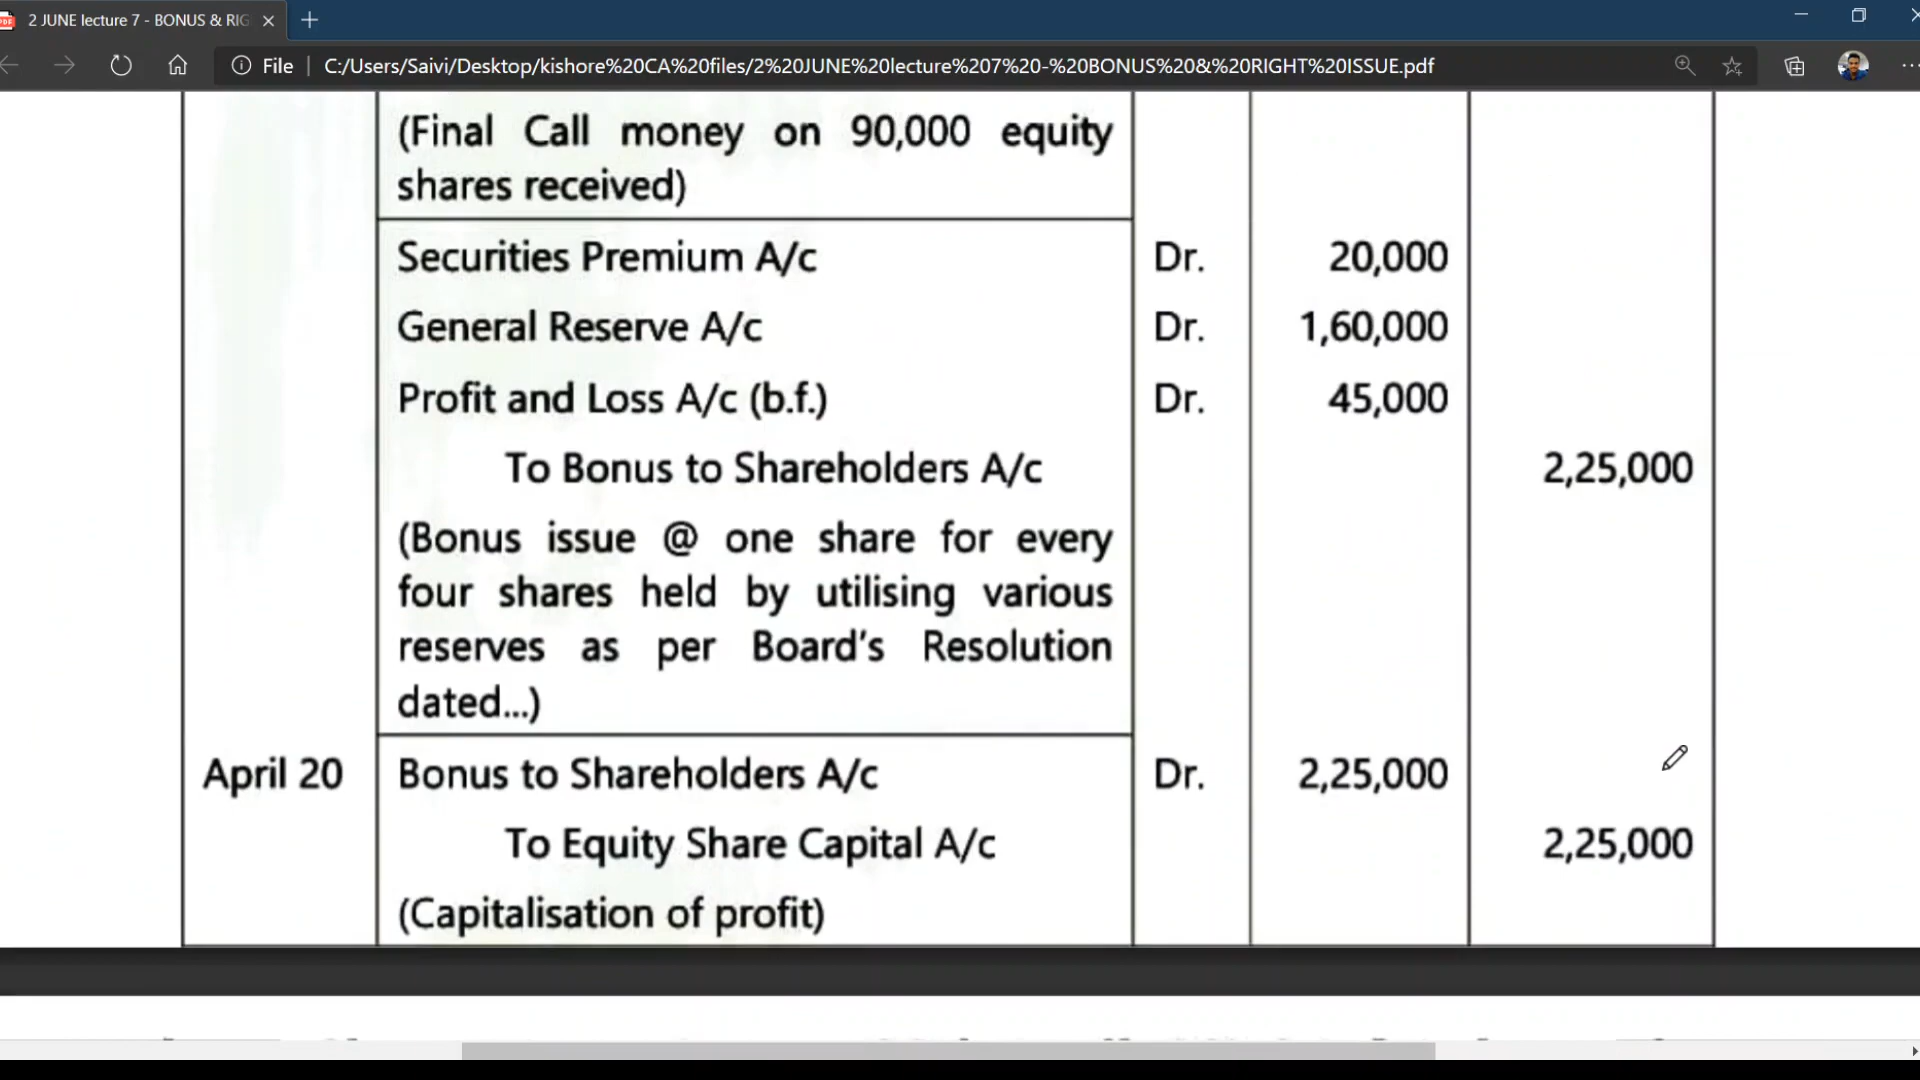 2 JUNE lecture 7 - BONUS & RIG
File
C:/Users/Saivi/Desktop/kishore%20CA%20files/2%20JUNE%20lecture%207%20-%20BONUS%20&%20RIGHT%20ISSUE.pdf
(Final Call money on 90,000 equity
shares received)
Securities Premium A/c Dr. 20,000
General Reserve A/c Dr. 1,60,000
Profit and Loss A/c (b.f.) Dr. 45,000
To Bonus to Shareholders A/c 2,25,000
(Bonus issue @ one share for every
four shares held by utilising various
reserves as per Board's Resolution
dated...)
April 20 Bonus to Shareholders A/c Dr. 2,25,000
To Equity Share Capital A/c 2,25,000
(Capitalisation of profit)